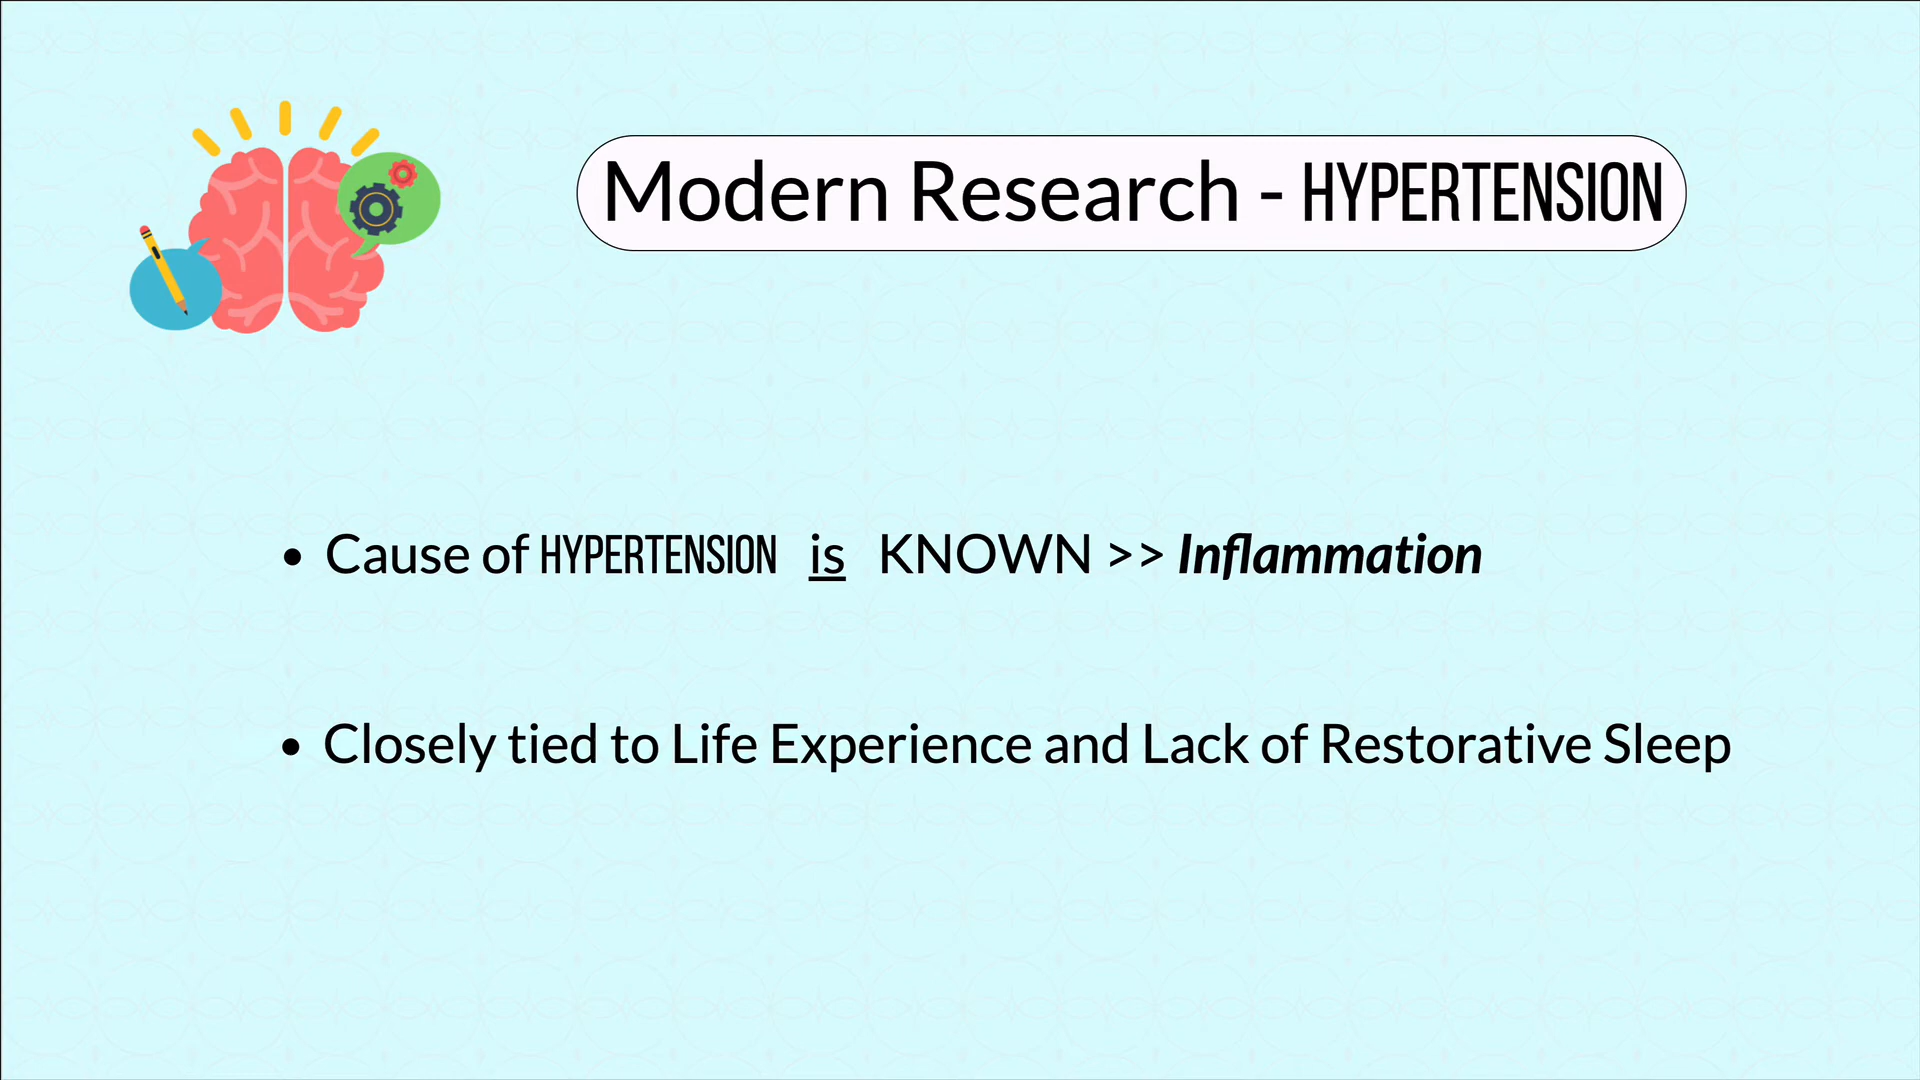 Modern Research - HYPERTENSION
• Cause of HYPERTENSION is KNOWN >> Inflammation
• Closely tied to Life Experience and Lack of Restorative Sleep